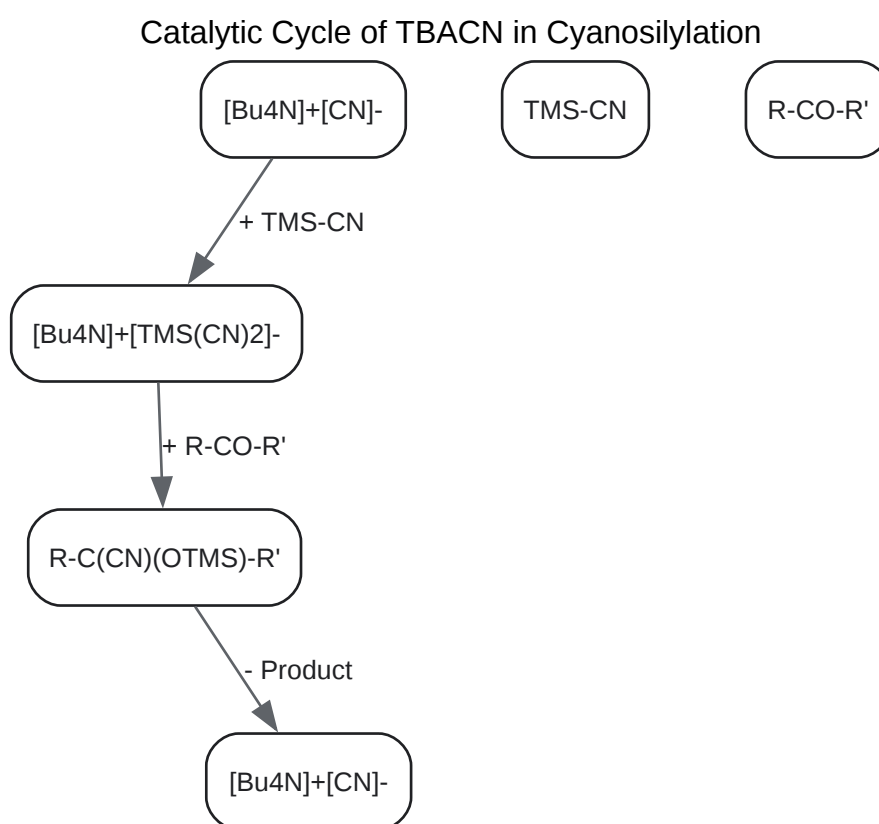 Catalytic Cycle of TBACN in Cyanosilylation
[Bu4N]+[CN]-
TMS-CN
R-CO-R'
+ TMS-CN
[Bu4N]+[TMS(CN)2]-
+ R-CO-R'
R-C(CN)(OTMS)-R'
- Product
[Bu4N]+[CN]-